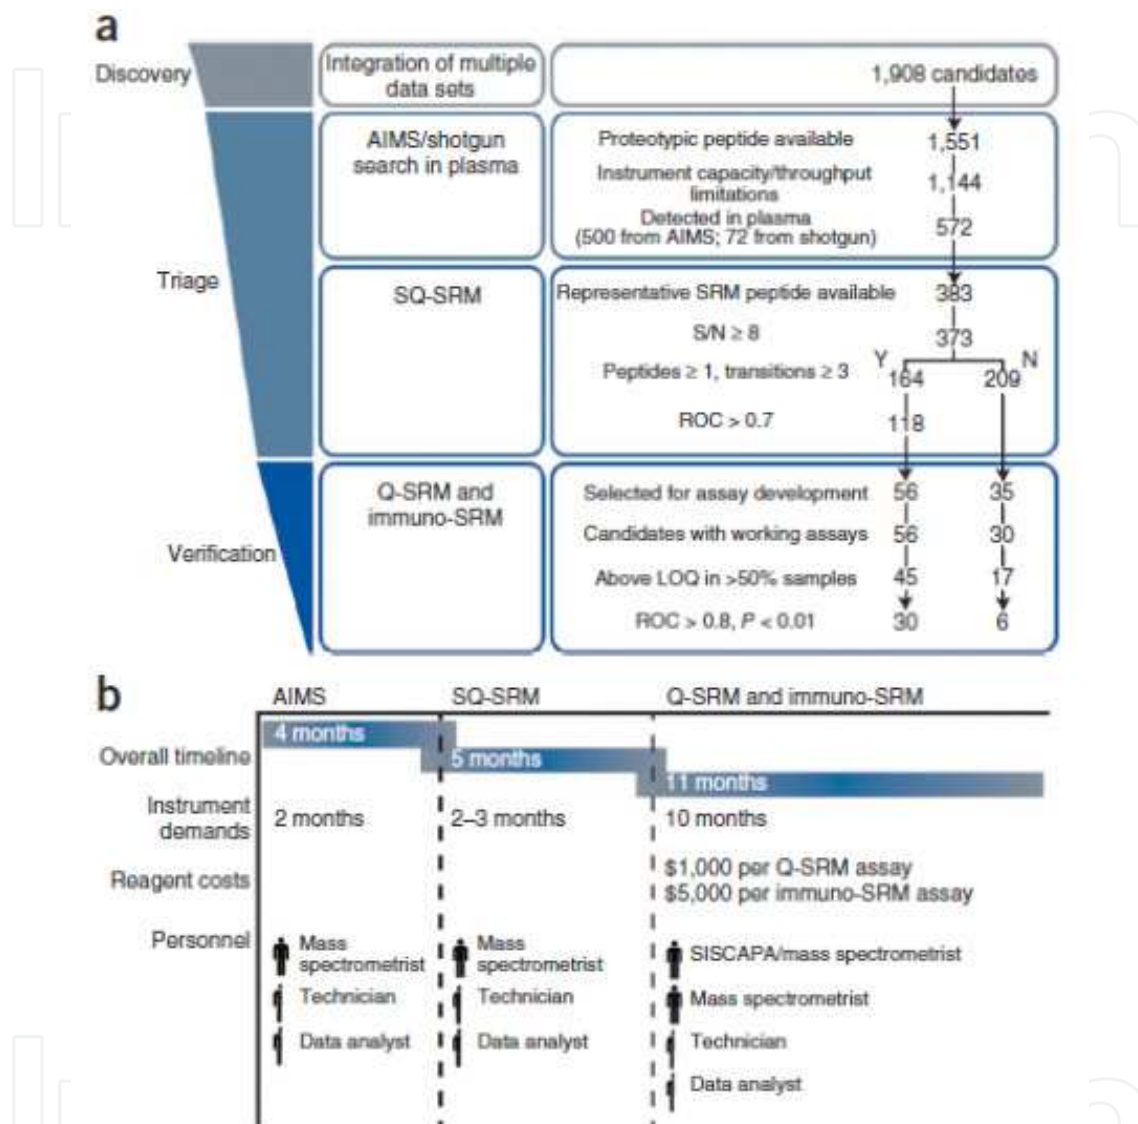 a
Discovery
Integration of multiple
data sets
1,908 candidates
Triage
AIMS/shotgun
search in plasma
Proteotypic peptide available 1,551
Instrument capacity/throughput
limitations 1,144
Detected in plasma
(500 from AIMS; 72 from shotgun) 572
SQ-SRM
Representative SRM peptide available 383
S/N ≥ 8 373
Y N
Peptides ≥ 1, transitions ≥ 3 164 209
ROC > 0.7 118
Verification
Q-SRM and
immuno-SRM
Selected for assay development 56 35
Candidates with working assays 56 30
Above LOQ in >50% samples 45 17
ROC > 0.8, P < 0.01 30 6
b
AIMS SQ-SRM Q-SRM and immuno-SRM
Overall timeline
4 months
5 months
11 months
Instrument
demands
2 months 2–3 months 10 months
Reagent costs
$1,000 per Q-SRM assay
$5,000 per immuno-SRM assay
Personnel
Mass
spectrometrist
Technician
Data analyst
Mass
spectrometrist
Technician
Data analyst
SISCAPA/mass spectrometrist
Mass spectrometrist
Technician
Data analyst